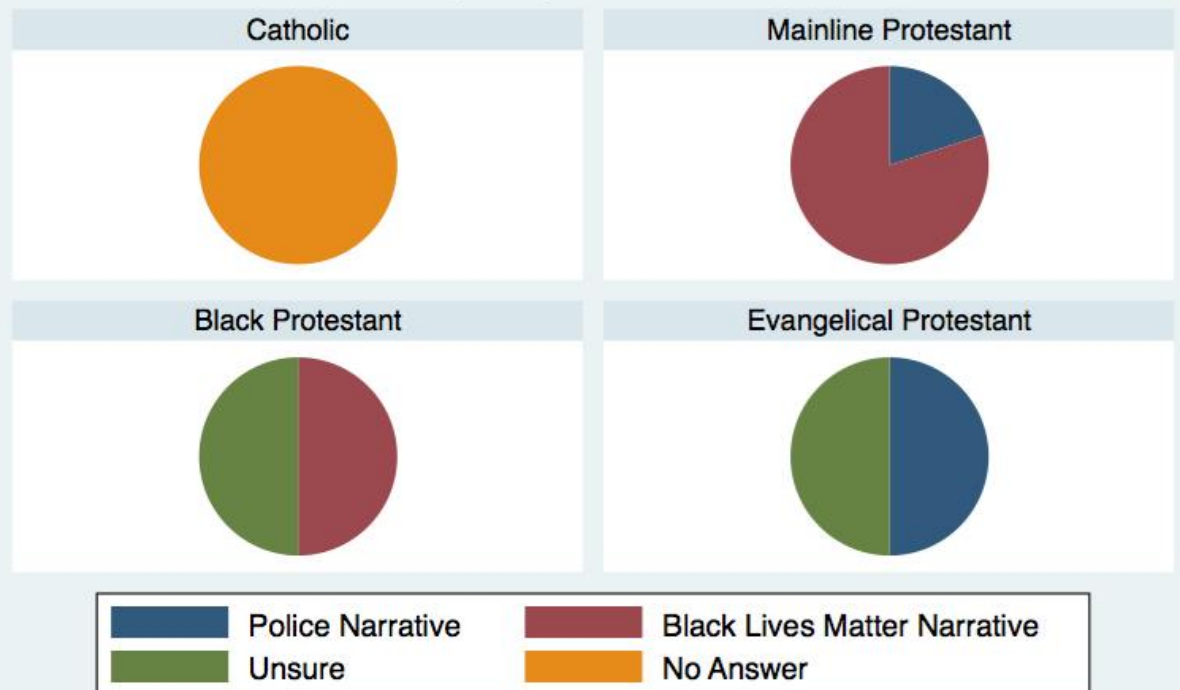 Catholic
Mainline Protestant
Black Protestant
Evangelical Protestant
Police Narrative
Black Lives Matter Narrative
Unsure
No Answer